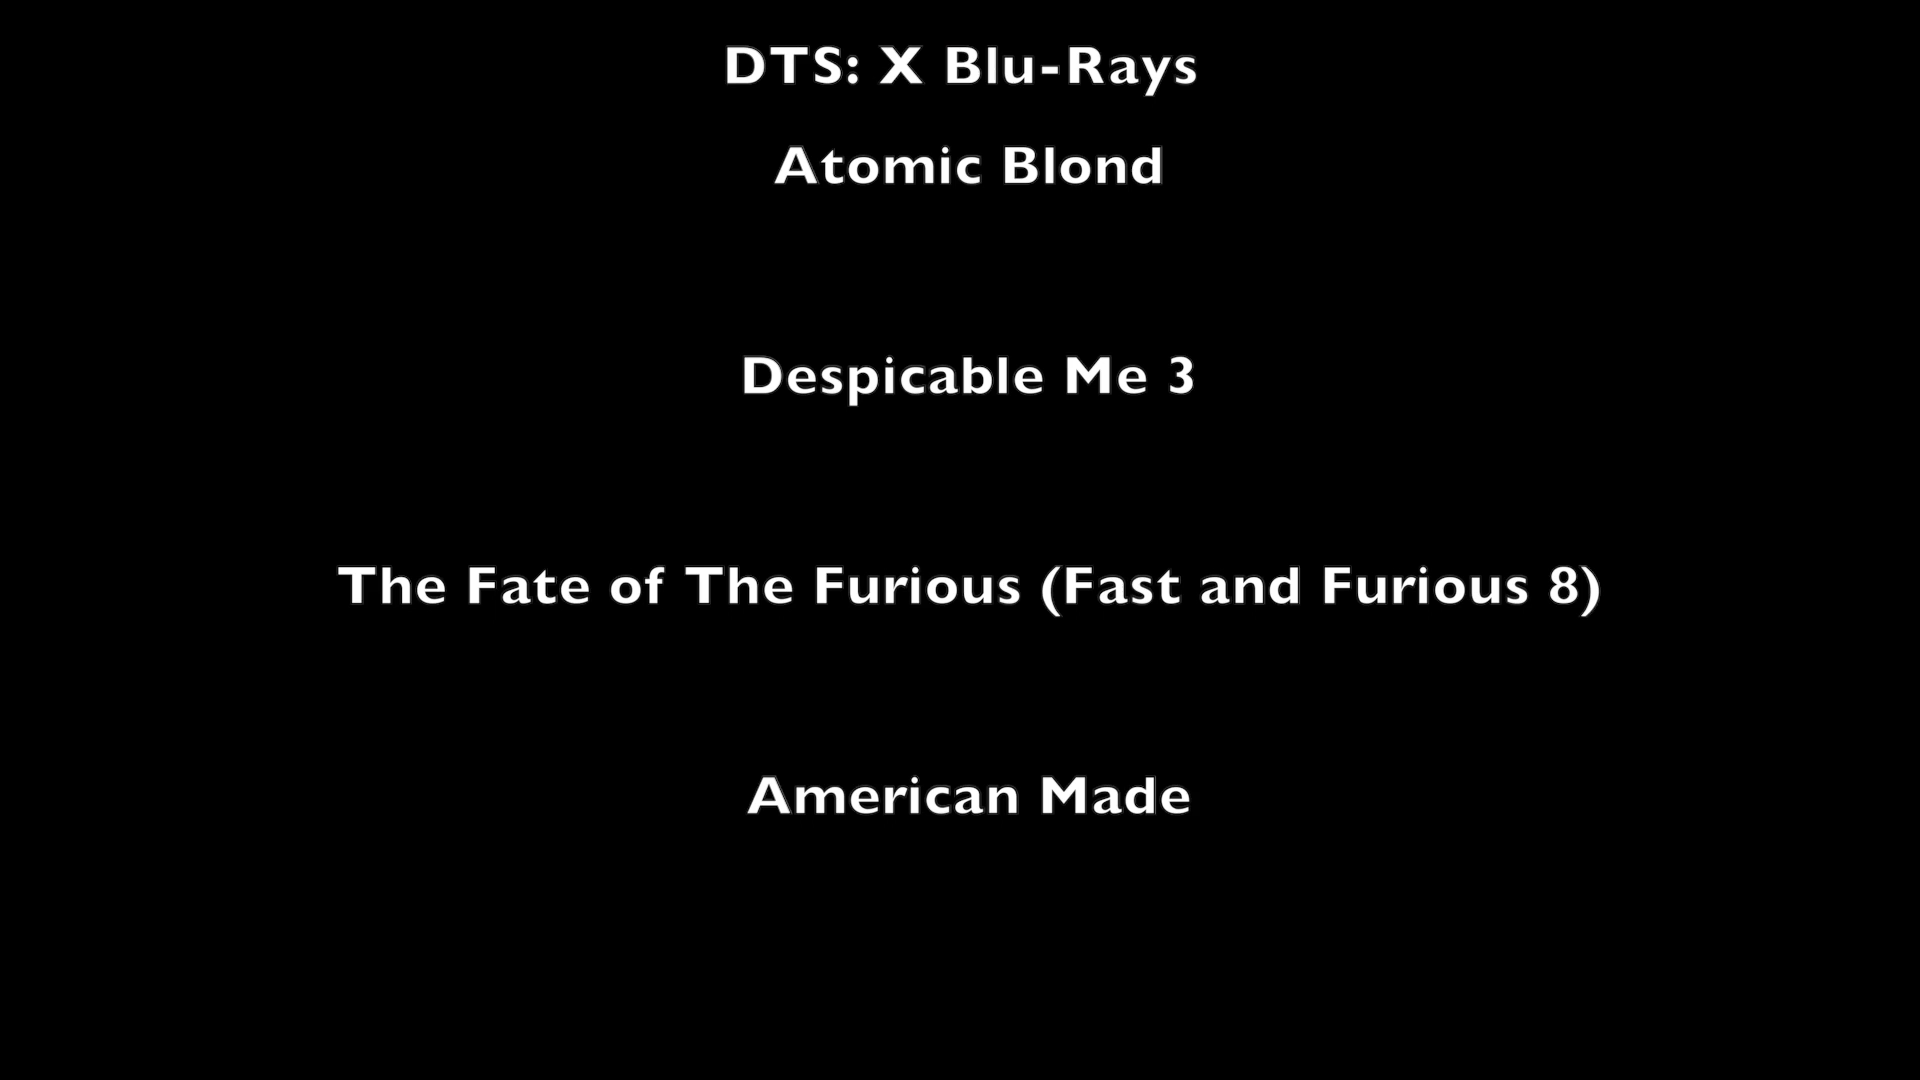 DTS: X Blu-Rays
Atomic Blond
Despicable Me 3
The Fate of The Furious (Fast and Furious 8)
American Made